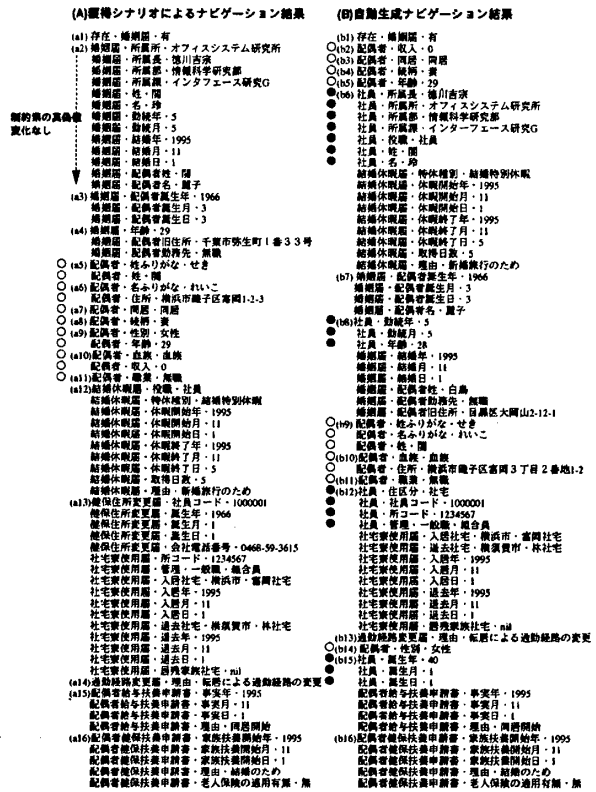 (A)獲得シナリオによるナビゲーション結果
(a1) 存在・婚姻届・有
(a2) 婚姻届・所属所・オフィスシステム研究所
婚姻届・所属長・徳川吉宗
婚姻届・所属部・情報科学研究部
婚姻届・所属課・インタフェース研究G
婚姻届・姓・関
婚姻届・名・玲
婚姻届・勤続年・5
婚姻届・勤続月・5
婚姻届・結婚年・1995
婚姻届・結婚月・11
婚姻届・結婚日・1
婚姻届・配偶者姓・関
婚姻届・配偶者名・麗子
制約集の真偽値
変化なし
(a3) 婚姻届・配偶者誕生年・1966
婚姻届・配偶者誕生月・3
婚姻届・配偶者誕生日・3
(a4) 婚姻届・年齢・29
婚姻届・配偶者旧住所・千葉市弥生町1番33号
婚姻届・配偶者勤務先・無職
○(a5) 配偶者・姓ふりがな・せき
○ 配偶者・姓・関
○(a6) 配偶者・名ふりがな・れいこ
配偶者・住所・横浜市磯子区富岡1-2-3
○(a7) 配偶者・同居・同居
○(a8) 配偶者・続柄・妻
○(a9) 配偶者・性別・女性
○ 配偶者・年齢・29
○(a10)配偶者・血族・血族
○ 配偶者・収入・0
○(a11)配偶者・職業・無職
(a12)結婚休暇届・役職・社員
結婚休暇届・特休種別・結婚特別休暇
結婚休暇届・休暇開始年・1995
結婚休暇届・休暇開始月・11
結婚休暇届・休暇開始日・1
結婚休暇届・休暇終了年・1995
結婚休暇届・休暇終了月・11
結婚休暇届・休暇終了日・5
結婚休暇届・取得日数・5
結婚休暇届・理由・新婚旅行のため
(a13)健保住所変更届・社員コード・1000001
健保住所変更届・誕生年・1966
健保住所変更届・誕生月・1
健保住所変更届・誕生日・1
健保住所変更届・会社電話番号・0468-59-3615
社宅寮使用届・所コード・1234567
社宅寮使用届・管理・一般職・組合員
社宅寮使用届・入居社宅・横浜市・富岡社宅
社宅寮使用届・入居年・1995
社宅寮使用届・入居月・11
社宅寮使用届・入居日・1
社宅寮使用届・退去社宅・横須賀市・林社宅
社宅寮使用届・退去年・1995
社宅寮使用届・退去月・11
社宅寮使用届・退去日・1
社宅寮使用届・居残家族社宅・nil
(a14)通勤経路変更届・理由・転居による通勤経路の変更
(a15)配偶者給与扶養申請書・事実年・1995
配偶者給与扶養申請書・事実月・11
配偶者給与扶養申請書・事実日・1
配偶者給与扶養申請書・理由・同居開始
(a16)配偶者健保扶養申請書・家族扶養開始年・1995
配偶者健保扶養申請書・家族扶養開始月・11
配偶者健保扶養申請書・家族扶養開始日・1
配偶者健保扶養申請書・理由・結婚のため
配偶者健保扶養申請書・老人保険の適用有無・無
(B)自動生成ナビゲーション結果
(b1) 存在・婚姻届・有
○(b2) 配偶者・収入・0
○(b3) 配偶者・同居・同居
○(b4) 配偶者・続柄・妻
○(b5) 配偶者・年齢・29
●(b6) 社員・所属長・徳川吉宗
● 社員・所属所・オフィスシステム研究所
● 社員・所属部・情報科学研究部
● 社員・所属課・インターフェース研究G
● 社員・役職・社員
● 社員・姓・関
● 社員・名・玲
結婚休暇届・特休種別・結婚特別休暇
結婚休暇届・休暇開始年・1995
結婚休暇届・休暇開始月・11
結婚休暇届・休暇開始日・1
結婚休暇届・休暇終了年・1995
結婚休暇届・休暇終了月・11
結婚休暇届・休暇終了日・5
結婚休暇届・取得日数・5
結婚休暇届・理由・新婚旅行のため
(b7) 婚姻届・配偶者誕生年・1966
婚姻届・配偶者誕生月・3
婚姻届・配偶者誕生日・3
婚姻届・配偶者名・麗子
●(b8)社員・勤続年・5
● 社員・勤続月・5
● 社員・年齢・28
婚姻届・結婚年・1995
婚姻届・結婚月・11
婚姻届・結婚日・1
婚姻届・配偶者姓・白鳥
婚姻届・配偶者勤務先・無職
婚姻届・配偶者旧住所・目黒区大岡山2-12-1
○(b9) 配偶者・姓ふりがな・せき
○ 配偶者・名ふりがな・れいこ
○ 配偶者・姓・関
○(b10)配偶者・血族・血族
配偶者・住所・横浜市磯子区富岡3丁目2番地1-2
○(b11)配偶者・職業・無職
●(b12)社員・住区分・社宅
● 社員・社員コード・1000001
● 社員・所コード・1234567
● 社員・管理・一般職・組合員
社宅寮使用届・入居社宅・横浜市・富岡社宅
社宅寮使用届・退去社宅・横須賀市・林社宅
社宅寮使用届・入居年・1995
社宅寮使用届・入居月・11
社宅寮使用届・入居日・1
社宅寮使用届・退去年・1995
社宅寮使用届・退去月・11
社宅寮使用届・退去日・1
社宅寮使用届・居残家族社宅・nil
(b13)通勤経路変更届・理由・転居による通勤経路の変更
○(b14)配偶者・性別・女性
●(b15)社員・誕生年・40
● 社員・誕生月・1
● 社員・誕生日・1
配偶者給与扶養申請書・事実年・1995
配偶者給与扶養申請書・事実月・11
配偶者給与扶養申請書・事実日・1
配偶者給与扶養申請書・理由・同居開始
(b16)配偶者健保扶養申請書・家族扶養開始年・1995
配偶者健保扶養申請書・家族扶養開始月・11
配偶者健保扶養申請書・家族扶養開始日・1
配偶者健保扶養申請書・理由・結婚のため
配偶者健保扶養申請書・老人保険の適用有無・無